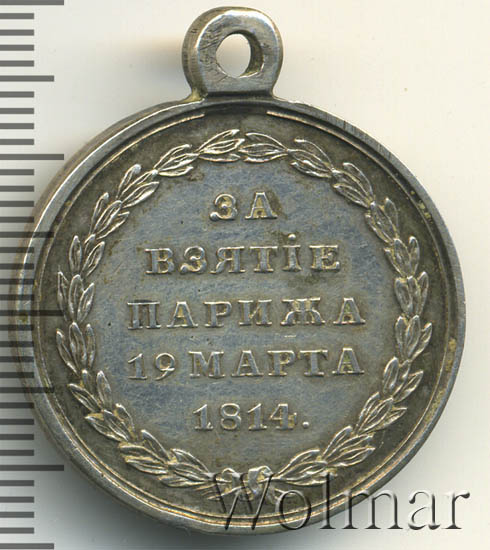 ЗА
ВЗЯТІЕ
ПАРИЖА
19 МАРТА
1814.
Wolmar